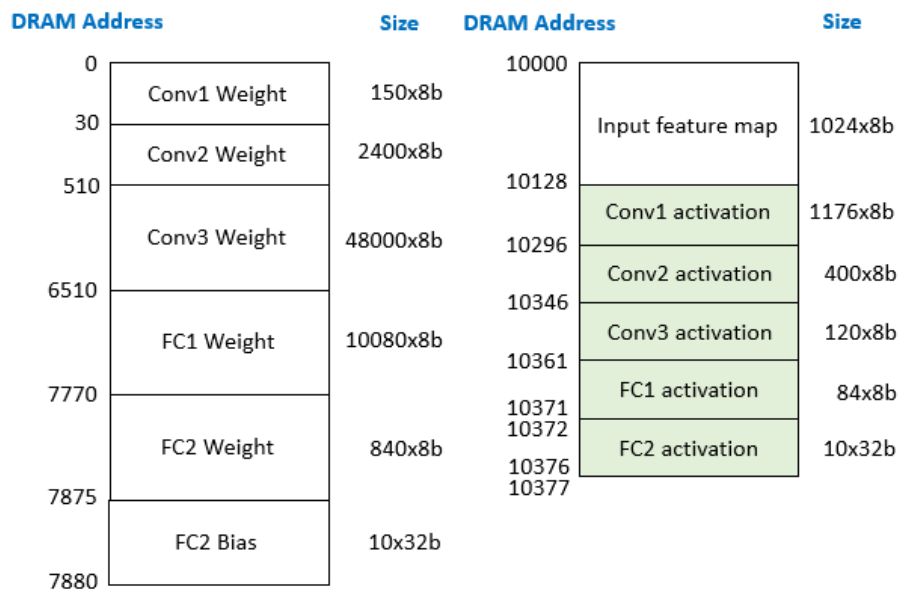 DRAM Address Size
0
Conv1 Weight 150x8b
30
Conv2 Weight 2400x8b
510
Conv3 Weight 48000x8b
6510
FC1 Weight 10080x8b
7770
FC2 Weight 840x8b
7875
FC2 Bias 10x32b
7880
DRAM Address Size
10000
Input feature map 1024x8b
10128
Conv1 activation 1176x8b
10296
Conv2 activation 400x8b
10346
Conv3 activation 120x8b
10361
FC1 activation 84x8b
10371
10372
FC2 activation 10x32b
10376
10377